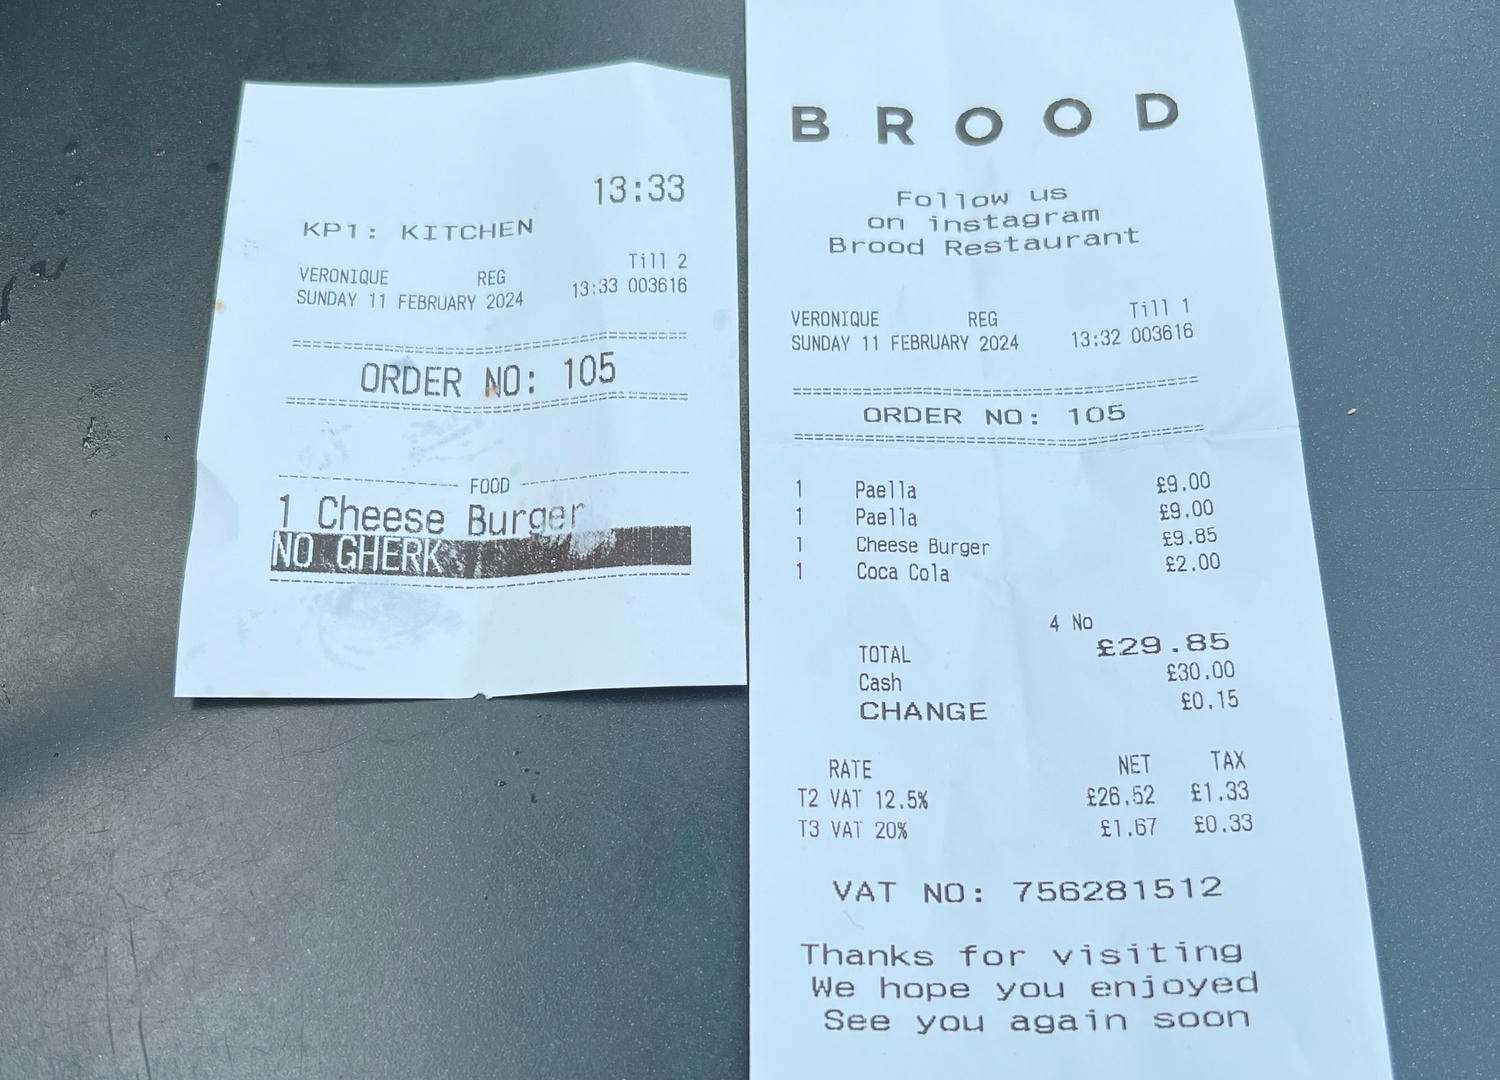 13:33
KP1: KITCHEN
Till 2
VERONIQUE REG
SUNDAY 11 FEBRUARY 2024 13:33 003616
ORDER NO: 105
FOOD
1 Cheese Burger
NO GHERK
BROOD
Follow us
on instagram
Brood Restaurant
Till 1
VERONIQUE REG
SUNDAY 11 FEBRUARY 2024 13:32 003616
ORDER NO: 105
1 Paella £9.00
1 Paella £9.00
1 Cheese Burger £9.85
1 Coca Cola £2.00
4 No
TOTAL £29.85
Cash £30.00
CHANGE £0.15
RATE NET TAX
T2 VAT 12.5% £26.52 £1.33
T3 VAT 20% £1.67 £0.33
VAT NO: 756281512
Thanks for visiting
We hope you enjoyed
See you again soon